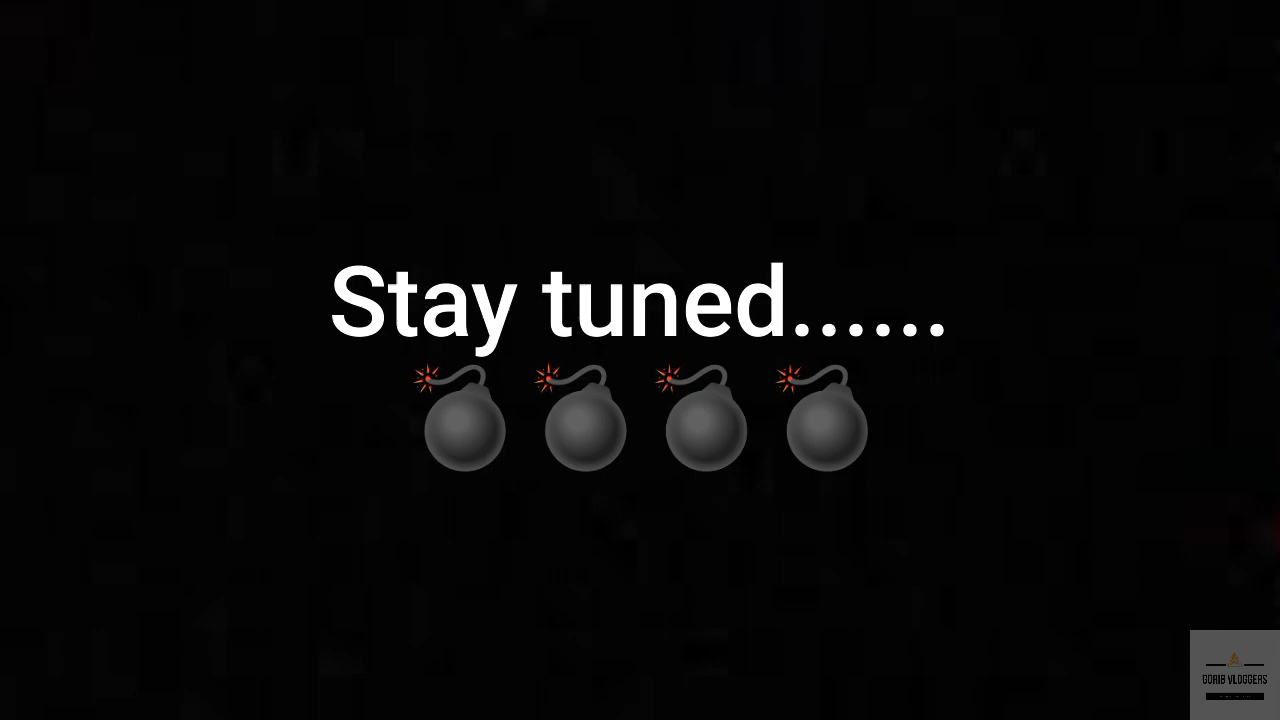 Stay tuned......
💣 💣 💣 💣
GORIB VLOGGERS